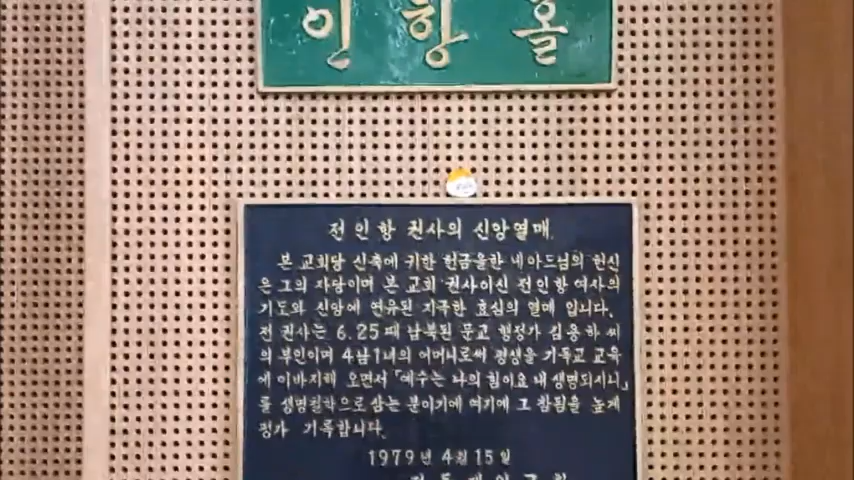 인항홀
전인항 권사의 신앙열매
본 교회당 신축에 귀한 헌금을한 네아드님의 헌신
은 그의 자당이며 본 교회 권사이신 전인항 여사의
기도와 신앙에 연유된 지극한 효심의 열매 입니다.
전 권사는 6.25때 납북된 문교 행정가 김용하 씨
의 부인이며 4남1녀의 어머니로써 평생을 기독교 교육
에 이바지해 오면서 「예수는 나의 힘이요 내 생명되시니」
를 생명철학으로 삼는 분이기에 여기에 그 참됨을 높게
평가 기록합니다.
1979년 4월 15일